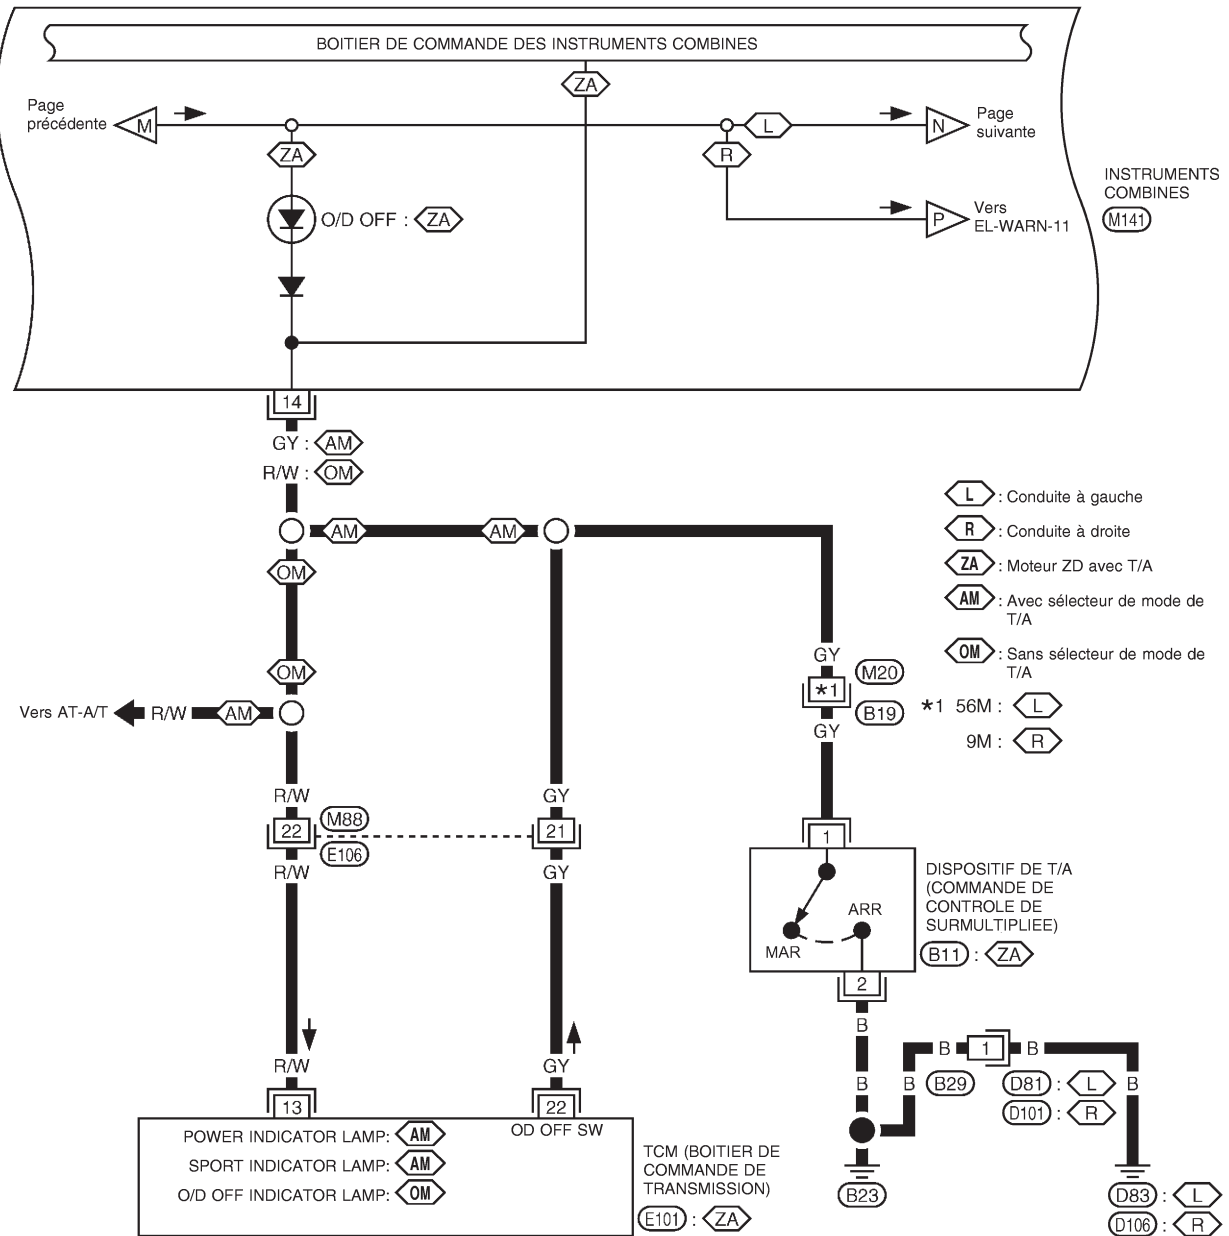 BOITIER DE COMMANDE DES INSTRUMENTS COMBINES
ZA
Page
précédente
M
L
N
Page
suivante
ZA
R
INSTRUMENTS
COMBINES
M141
O/D OFF : ZA
P
Vers
EL-WARN-11
14
GY : AM
R/W : OM
AM
AM
OM
OM
L : Conduite à gauche
R : Conduite à droite
ZA : Moteur ZD avec T/A
AM : Avec sélecteur de mode de
T/A
OM : Sans sélecteur de mode de
T/A
GY
M20
*1
B19
GY
*1 56M : L
9M : R
Vers AT-A/T
R/W
AM
R/W
GY
22
M88
21
E106
R/W
GY
1
DISPOSITIF DE T/A
(COMMANDE DE
CONTROLE DE
SURMULTIPLIEE)
B11 : ZA
ARR
MAR
2
B
B
1
B
B
B
B29
D81 : L
B
D101 : R
R/W
GY
13
22
OD OFF SW
POWER INDICATOR LAMP: AM
SPORT INDICATOR LAMP: AM
O/D OFF INDICATOR LAMP: OM
TCM (BOITIER DE
COMMANDE DE
TRANSMISSION)
E101 : ZA
B23
D83 : L
D106 : R